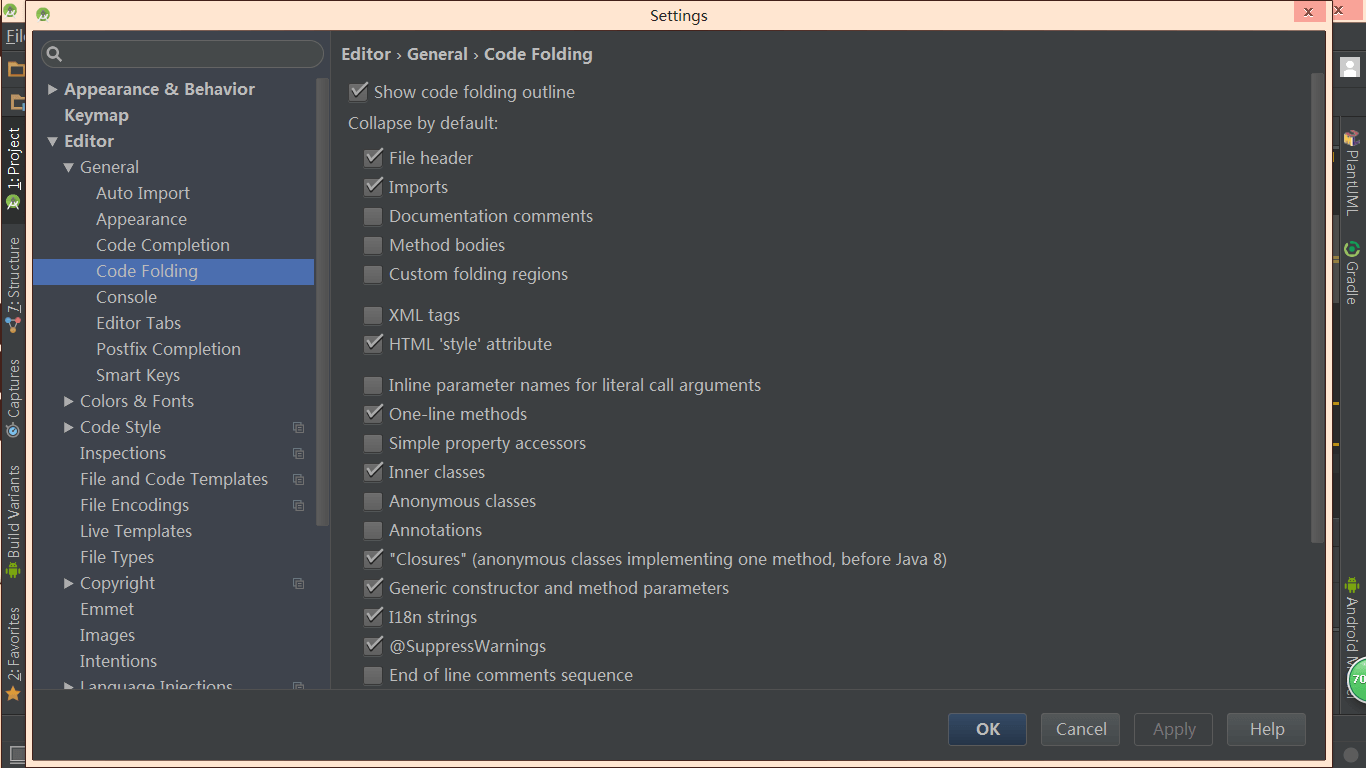 Settings
File
1: Project
7: Structure
Captures
Build Variants
2: Favorites
Appearance & Behavior
Keymap
Editor
General
Auto Import
Appearance
Code Completion
Code Folding
Console
Editor Tabs
Postfix Completion
Smart Keys
Colors & Fonts
Code Style
Inspections
File and Code Templates
File Encodings
Live Templates
File Types
Copyright
Emmet
Images
Intentions
Language Injections
Editor › General › Code Folding
Show code folding outline
Collapse by default:
File header
Imports
Documentation comments
Method bodies
Custom folding regions
XML tags
HTML 'style' attribute
Inline parameter names for literal call arguments
One-line methods
Simple property accessors
Inner classes
Anonymous classes
Annotations
"Closures" (anonymous classes implementing one method, before Java 8)
Generic constructor and method parameters
I18n strings
@SuppressWarnings
End of line comments sequence
OK
Cancel
Apply
Help
PlantUML
Gradle
Android
70